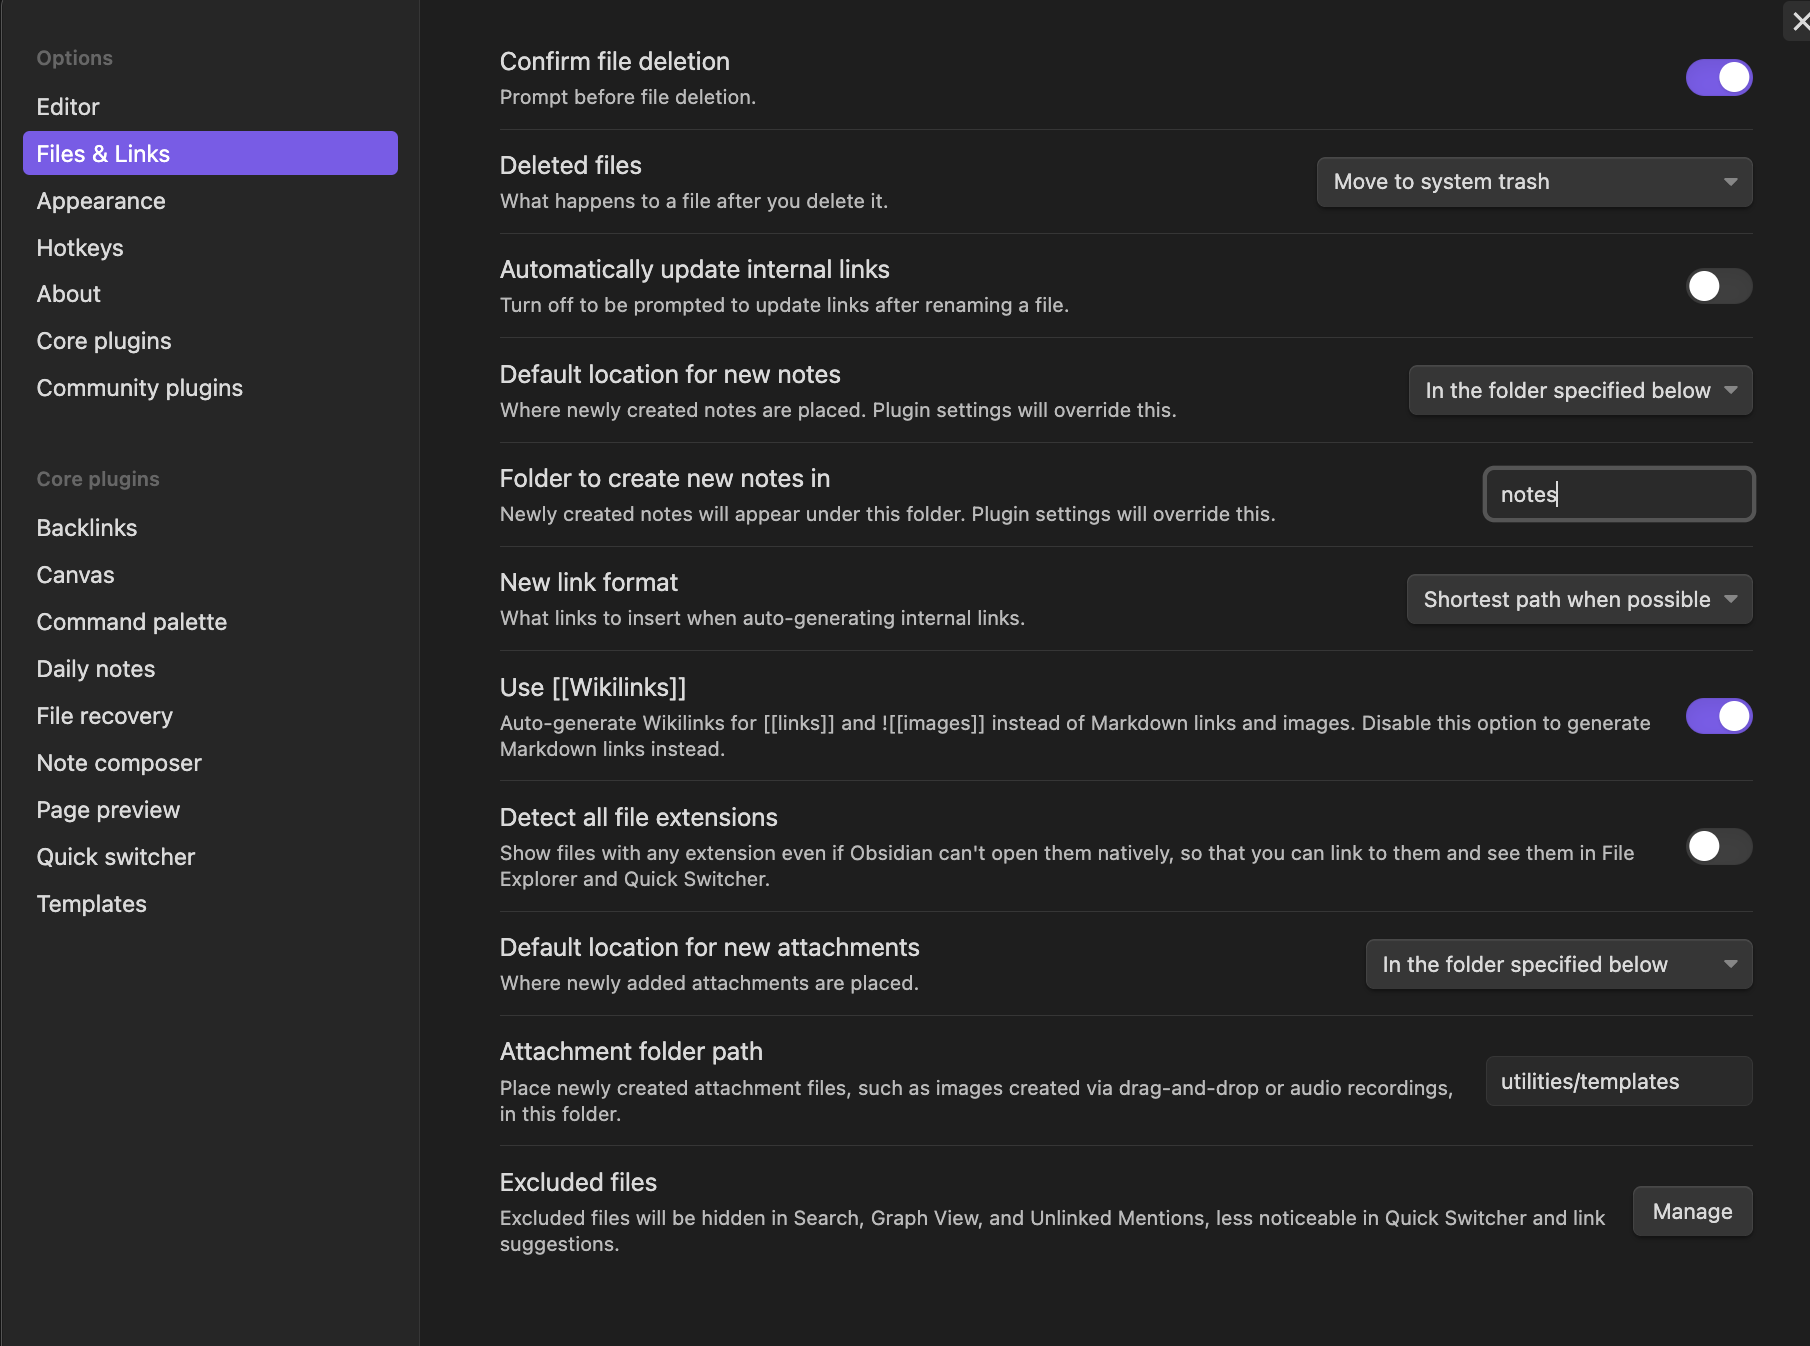 Options
Editor
Files & Links
Appearance
Hotkeys
About
Core plugins
Community plugins
Core plugins
Backlinks
Canvas
Command palette
Daily notes
File recovery
Note composer
Page preview
Quick switcher
Templates
Confirm file deletion
Prompt before file deletion.
Deleted files
What happens to a file after you delete it.
Move to system trash
Automatically update internal links
Turn off to be prompted to update links after renaming a file.
Default location for new notes
Where newly created notes are placed. Plugin settings will override this.
In the folder specified below
Folder to create new notes in
Newly created notes will appear under this folder. Plugin settings will override this.
notes
New link format
What links to insert when auto-generating internal links.
Shortest path when possible
Use [[Wikilinks]]
Auto-generate Wikilinks for [[links]] and ![[images]] instead of Markdown links and images. Disable this option to generate
Markdown links instead.
Detect all file extensions
Show files with any extension even if Obsidian can't open them natively, so that you can link to them and see them in File
Explorer and Quick Switcher.
Default location for new attachments
Where newly added attachments are placed.
In the folder specified below
Attachment folder path
Place newly created attachment files, such as images created via drag-and-drop or audio recordings,
in this folder.
utilities/templates
Excluded files
Excluded files will be hidden in Search, Graph View, and Unlinked Mentions, less noticeable in Quick Switcher and link
suggestions.
Manage